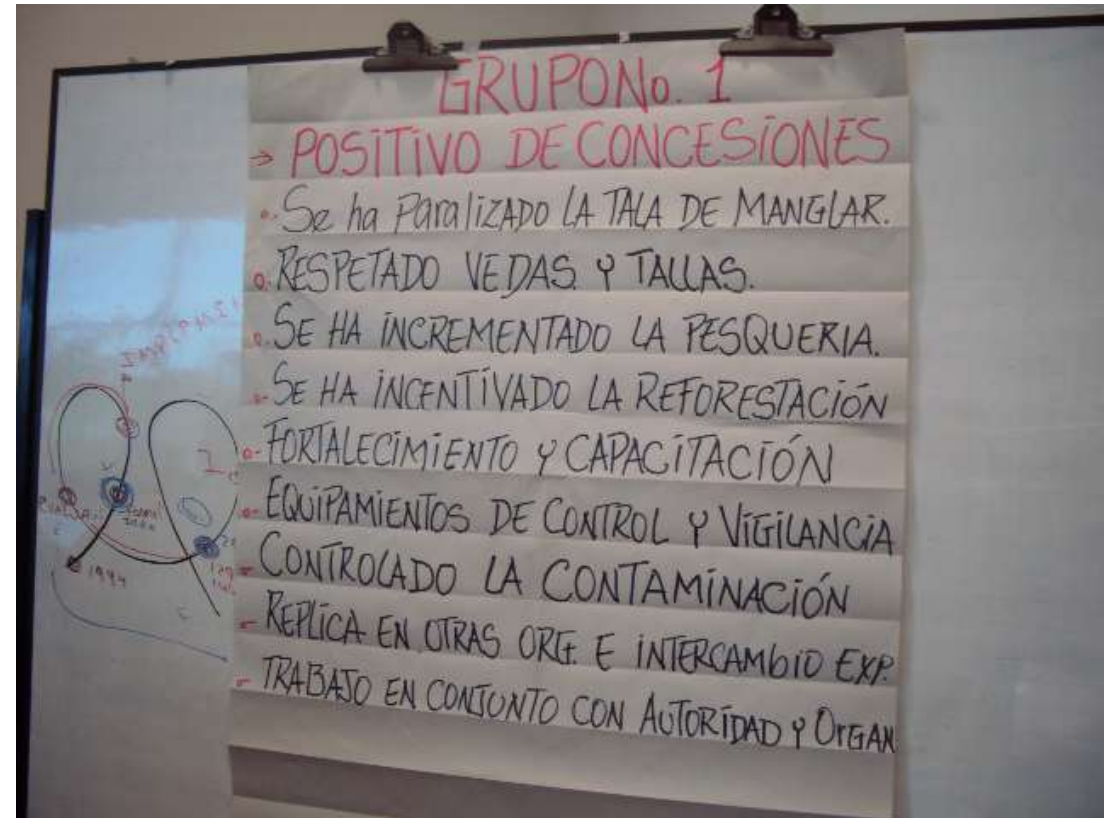 GRUPO No. 1
→ POSiTiVO DE CONCESiONES
o.- Se ha ParalizADO LA TALA DE MANGLAR.
o.- RESPETADO VEDAS Y TALLAS.
o.- SE HA iNCREMENTADO LA PESQUERIA.
o.- SE HA iNCENTiVADO LA REFORESTACiÓN
o.- FORTALECiMiENTO Y CAPACiTACiÓN
o.- EQUiPAMiENTOS DE CONTROL Y ViGiLANCiA
- CONTROLADO LA CONTAMiNACiÓN
- REPLiCA EN OTRAS ORG. E iNTERCAMBiO EXP.
- TRABAJO EN CONJUNTO CON AUTORiDAD Y OrGAN
1994